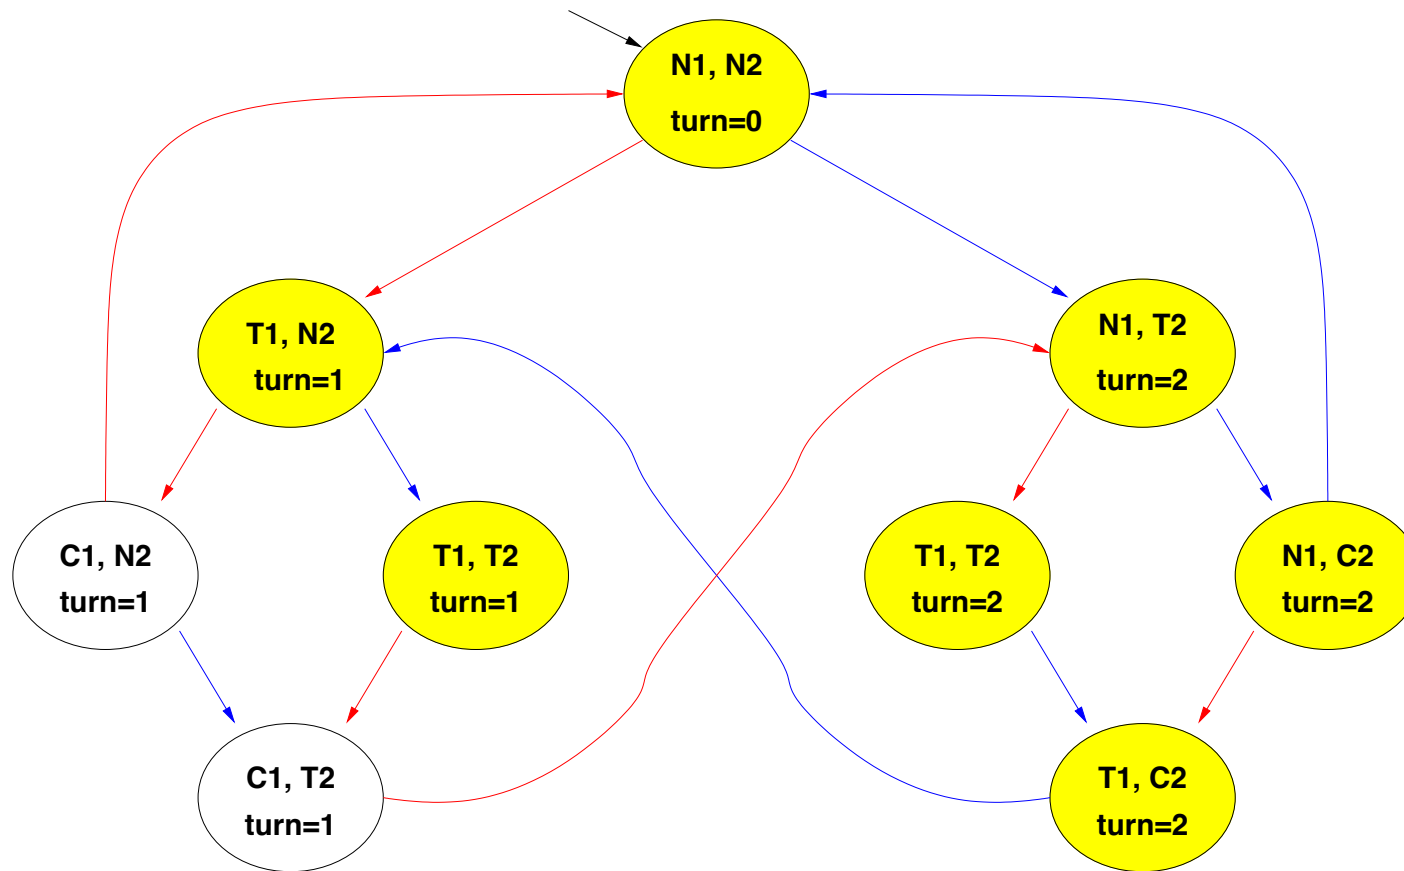 N1, N2
turn=0
T1, N2
turn=1
N1, T2
turn=2
C1, N2
turn=1
T1, T2
turn=1
T1, T2
turn=2
N1, C2
turn=2
C1, T2
turn=1
T1, C2
turn=2